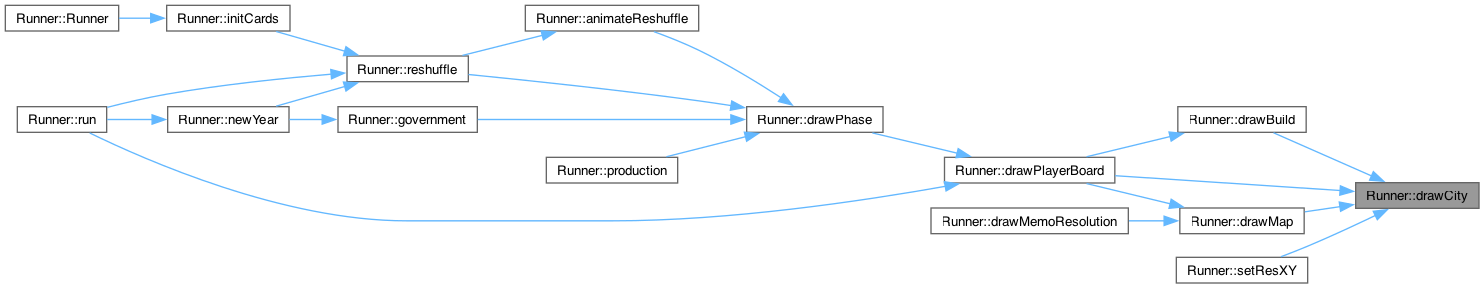 Runner::Runner
Runner::initCards
Runner::animateReshuffle
Runner::reshuffle
Runner::run
Runner::newYear
Runner::government
Runner::drawPhase
Runner::drawBuild
Runner::production
Runner::drawPlayerBoard
Runner::drawCity
Runner::drawMemoResolution
Runner::drawMap
Runner::setResXY